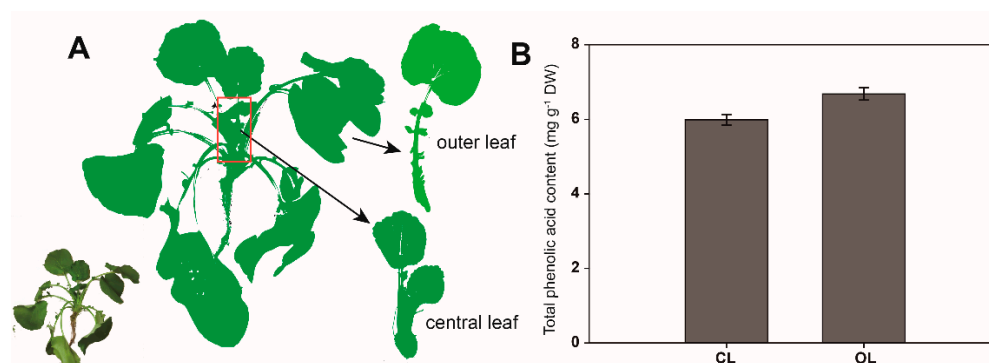 A
outer leaf
central leaf
B
Total phenolic acid content (mg g⁻¹ DW)
8
6
4
2
0
CL
OL